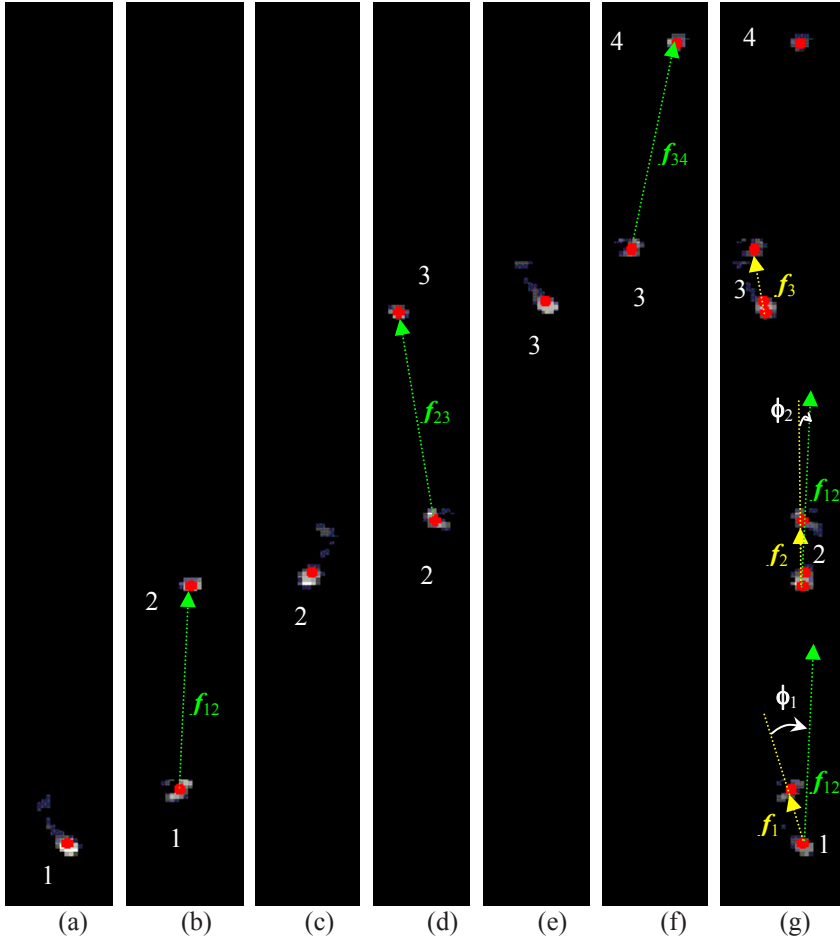 4
4
f₃₄
3
3
f₃
3
3
ϕ₂
f₂₃
f₁₂
2
f₂
2
2
2
f₁₂
ϕ₁
f₁₂
1
f₁
1
1
(a) (b) (c) (d) (e) (f) (g)